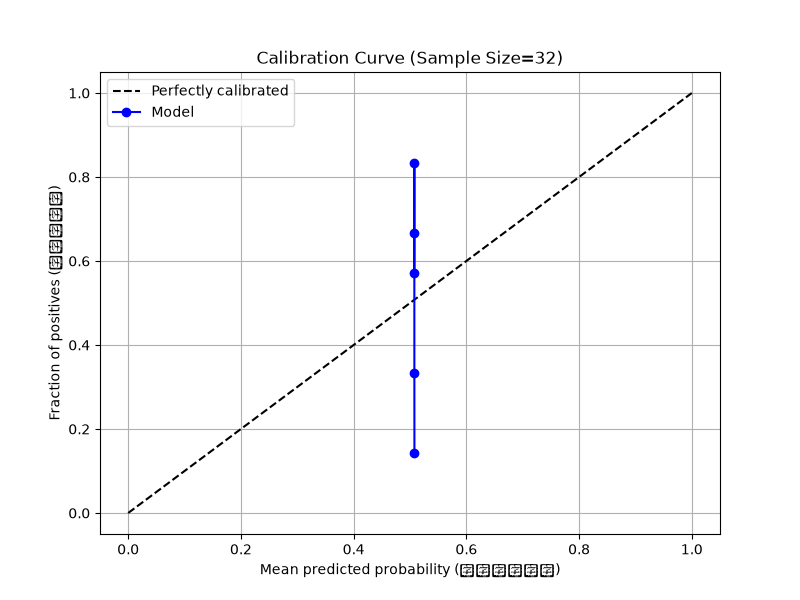 Calibration Curve (Sample Size=32)
Perfectly calibrated
Model
Fraction of positives (
)
1.0
0.8
0.6
0.4
0.2
0.0
0.0 0.2 0.4 0.6 0.8 1.0
Mean predicted probability (
)